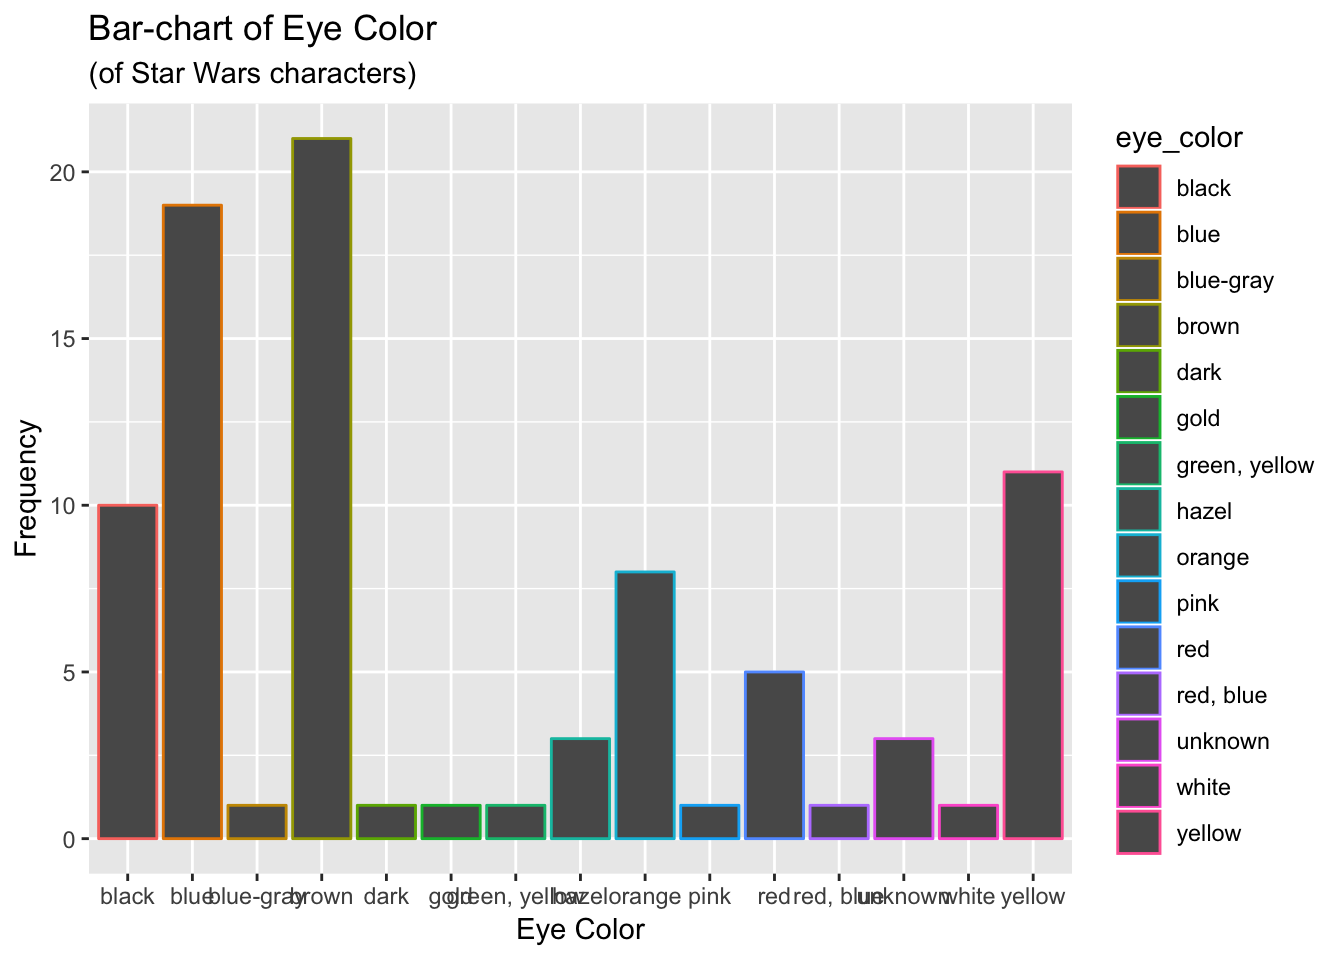 Bar-chart of Eye Color
(of Star Wars characters)
20
15
10
5
0
Frequency
black blue blue-gray brown dark gold green, yellow hazel orange pink red red, blue unknown white yellow
Eye Color
eye_color
black
blue
blue-gray
brown
dark
gold
green, yellow
hazel
orange
pink
red
red, blue
unknown
white
yellow